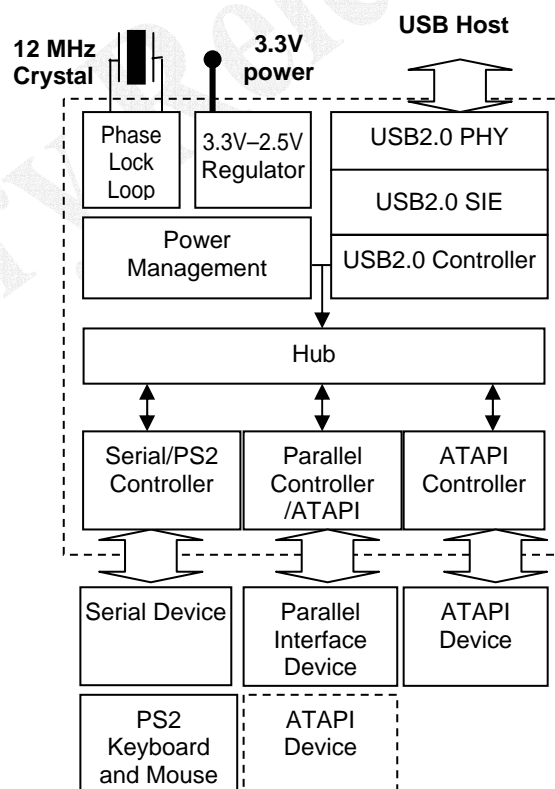 USB Host
12 MHz
Crystal
3.3V
power
Phase
Lock
Loop
3.3V–2.5V
Regulator
USB2.0 PHY
USB2.0 SIE
Power
Management
USB2.0 Controller
Hub
Serial/PS2
Controller
Parallel
Controller
/ATAPI
ATAPI
Controller
Serial Device
Parallel
Interface
Device
ATAPI
Device
PS2
Keyboard
and Mouse
ATAPI
Device